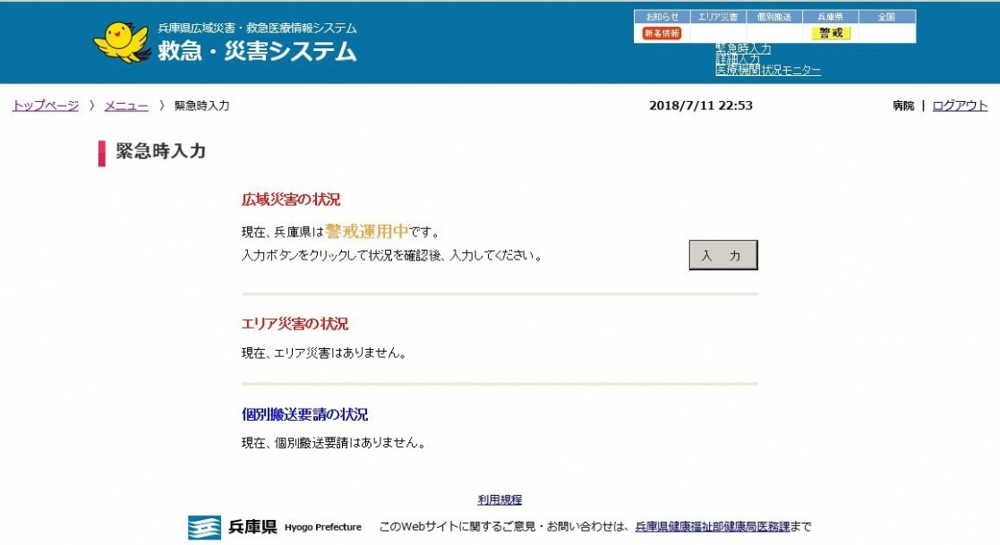 兵庫県広域災害・救急医療情報システム
救急・災害システム
お知らせ エリア災害 個別搬送 兵庫県 全国
新着情報 警戒
緊急時入力
詳細入力
医療機関状況モニター
トップページ 〉 メニュー 〉 緊急時入力 2018/7/11 22:53 病院 | ログアウト
緊急時入力
広域災害の状況
現在、兵庫県は警戒運用中です。
入力ボタンをクリックして状況を確認後、入力してください。
入 力
エリア災害の状況
現在、エリア災害はありません。
個別搬送要請の状況
現在、個別搬送要請はありません。
利用規程
兵庫県 Hyogo Prefecture このWebサイトに関するご意見・お問い合わせは、兵庫県健康福祉部健康局医務課まで